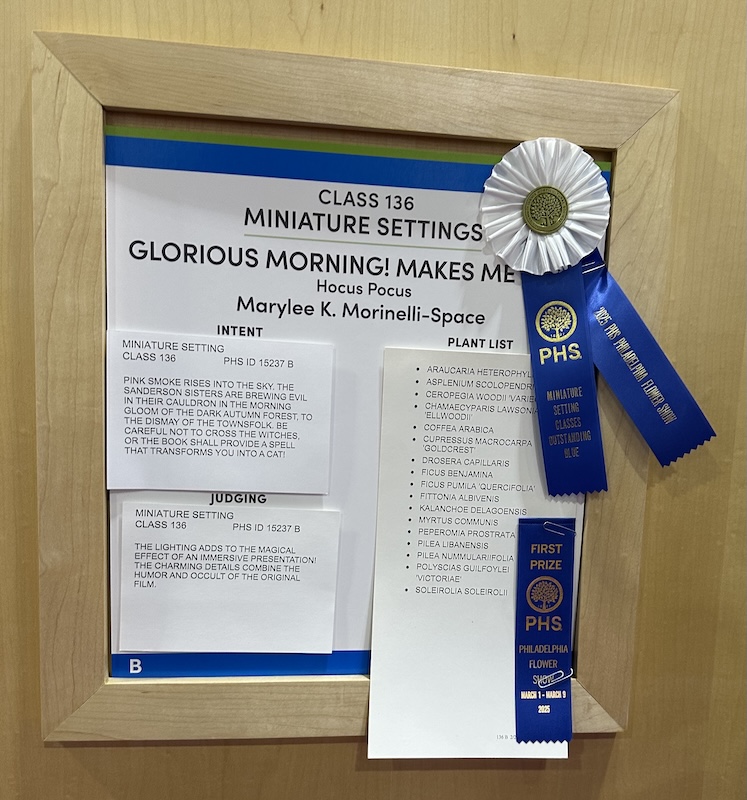 CLASS 136
MINIATURE SETTINGS
GLORIOUS MORNING! MAKES ME
Hocus Pocus
Marylee K. Morinelli-Space
INTENT
MINIATURE SETTING
CLASS 136 PHS ID 15237 B
PINK SMOKE RISES INTO THE SKY. THE
SANDERSON SISTERS ARE BREWING EVIL
IN THEIR CAULDRON IN THE MORNING
GLOOM OF THE DARK AUTUMN FOREST, TO
THE DISMAY OF THE TOWNSFOLK. BE
CAREFUL NOT TO CROSS THE WITCHES,
OR THE BOOK SHALL PROVIDE A SPELL
THAT TRANSFORMS YOU INTO A CAT!
JUDGING
MINIATURE SETTING
CLASS 136 PHS ID 15237 B
THE LIGHTING ADDS TO THE MAGICAL
EFFECT OF AN IMMERSIVE PRESENTATION!
THE CHARMING DETAILS COMBINE THE
HUMOR AND OCCULT OF THE ORIGINAL
FILM.
B
PLANT LIST
• ARAUCARIA HETEROPHYL
• ASPLENIUM SCOLOPENDRI
• CEROPEGIA WOODII 'VARIE
• CHAMAECYPARIS LAWSONIA
'ELLWOODII'
• COFFEA ARABICA
• CUPRESSUS MACROCARPA
'GOLDCREST'
• DROSERA CAPILLARIS
• FICUS BENJAMINA
• FICUS PUMILA 'QUERCIFOLIA'
• FITTONIA ALBIVENIS
• KALANCHOE DELAGOENSIS
• MYRTUS COMMUNIS
• PEPEROMIA PROSTRATA
• PILEA LIBANENSIS
• PILEA NUMMULARIIFOLIA
• POLYSCIAS GUILFOYLEI
'VICTORIAE'
• SOLEIROLIA SOLEIROLII
PHS
MINIATURE
SETTING
CLASSES
OUTSTANDING
BLUE
2025 PHS PHILADELPHIA FLOWER SHOW
FIRST
PRIZE
PHS
PHILADELPHIA
FLOWER
SHOW
MARCH 1 - MARCH 9
2025